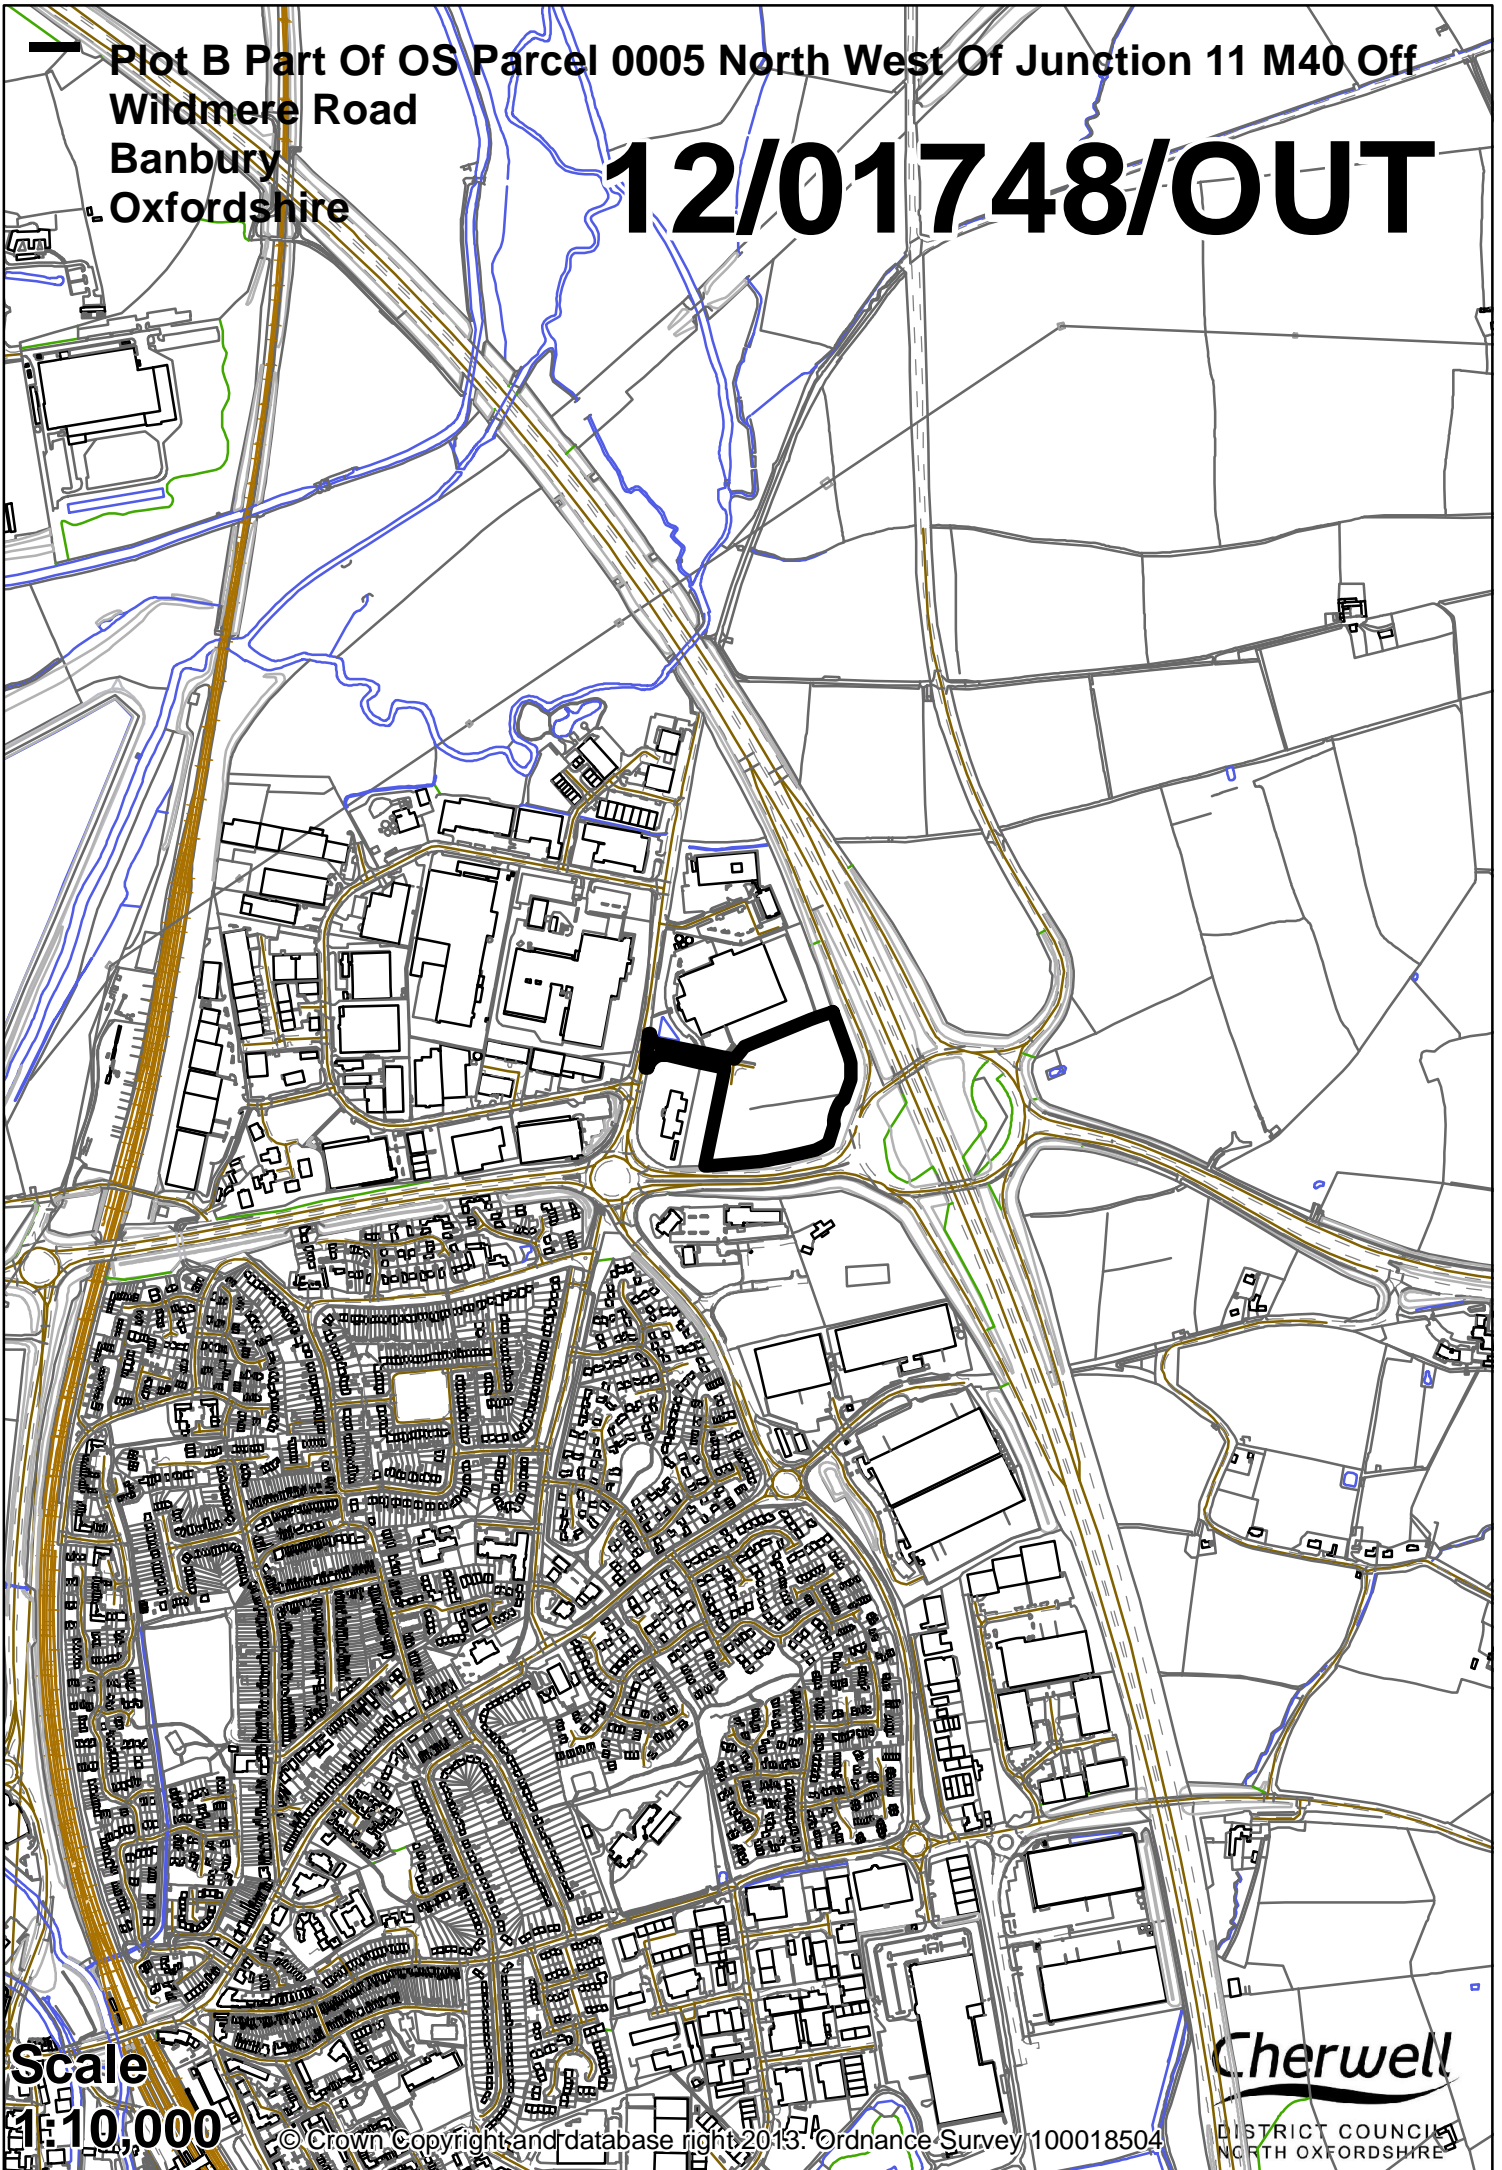 Plot B Part Of OS Parcel 0005 North West Of Junction 11 M40 Off
Wildmere Road
Banbury
Oxfordshire
12/01748/OUT
Scale
1:10,000
© Crown Copyright and database right 2013. Ordnance Survey 100018504
Cherwell
DISTRICT COUNCIL
NORTH OXFORDSHIRE